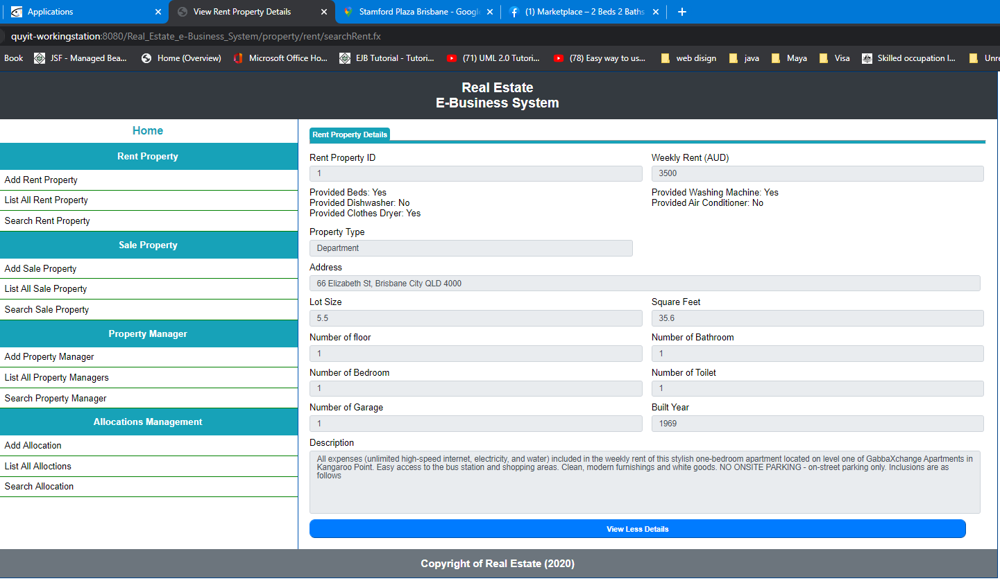 Applications
View Rent Property Details
Stamford Plaza Brisbane - Google
(1) Marketplace – 2 Beds 2 Baths
quyit-workingstation:8080/Real_Estate_e-Business_System/property/rent/searchRent.fx
Book
JSF - Managed Bea...
Home (Overview)
Microsoft Office Ho...
EJB Tutorial - Tutori...
(71) UML 2.0 Tutori...
(78) Easy way to us...
web disign
java
Maya
Visa
Skilled occupation l...
Unre
Real Estate
E-Business System
Home
Rent Property
Add Rent Property
List All Rent Property
Search Rent Property
Sale Property
Add Sale Property
List All Sale Property
Search Sale Property
Property Manager
Add Property Manager
List All Property Managers
Search Property Manager
Allocations Management
Add Allocation
List All Alloctions
Search Allocation
Rent Property Details
Rent Property ID
1
Weekly Rent (AUD)
3500
Provided Beds: Yes
Provided Dishwasher: No
Provided Clothes Dryer: Yes
Provided Washing Machine: Yes
Provided Air Conditioner: No
Property Type
Department
Address
66 Elizabeth St, Brisbane City QLD 4000
Lot Size
5.5
Square Feet
35.6
Number of floor
1
Number of Bathroom
1
Number of Bedroom
1
Number of Toilet
1
Number of Garage
1
Built Year
1969
Description
All expenses (unlimited high-speed internet, electricity, and water) included in the weekly rent of this stylish one-bedroom apartment located on level one of GabbaXchange Apartments in
Kangaroo Point. Easy access to the bus station and shopping areas. Clean, modern furnishings and white goods. NO ONSITE PARKING - on-street parking only. Inclusions are as
follows
View Less Details
Copyright of Real Estate (2020)